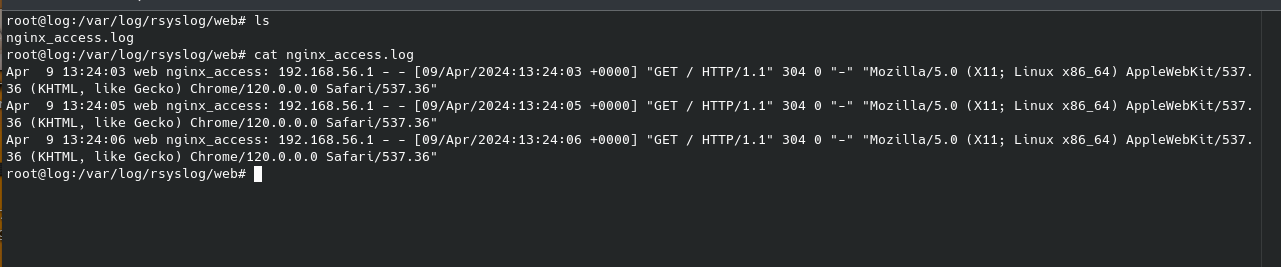 root@log:/var/log/rsyslog/web# ls
nginx_access.log
root@log:/var/log/rsyslog/web# cat nginx_access.log
Apr  9 13:24:03 web nginx_access: 192.168.56.1 - - [09/Apr/2024:13:24:03 +0000] "GET / HTTP/1.1" 304 0 "-" "Mozilla/5.0 (X11; Linux x86_64) AppleWebKit/537.
36 (KHTML, like Gecko) Chrome/120.0.0.0 Safari/537.36"
Apr  9 13:24:05 web nginx_access: 192.168.56.1 - - [09/Apr/2024:13:24:05 +0000] "GET / HTTP/1.1" 304 0 "-" "Mozilla/5.0 (X11; Linux x86_64) AppleWebKit/537.
36 (KHTML, like Gecko) Chrome/120.0.0.0 Safari/537.36"
Apr  9 13:24:06 web nginx_access: 192.168.56.1 - - [09/Apr/2024:13:24:06 +0000] "GET / HTTP/1.1" 304 0 "-" "Mozilla/5.0 (X11; Linux x86_64) AppleWebKit/537.
36 (KHTML, like Gecko) Chrome/120.0.0.0 Safari/537.36"
root@log:/var/log/rsyslog/web#